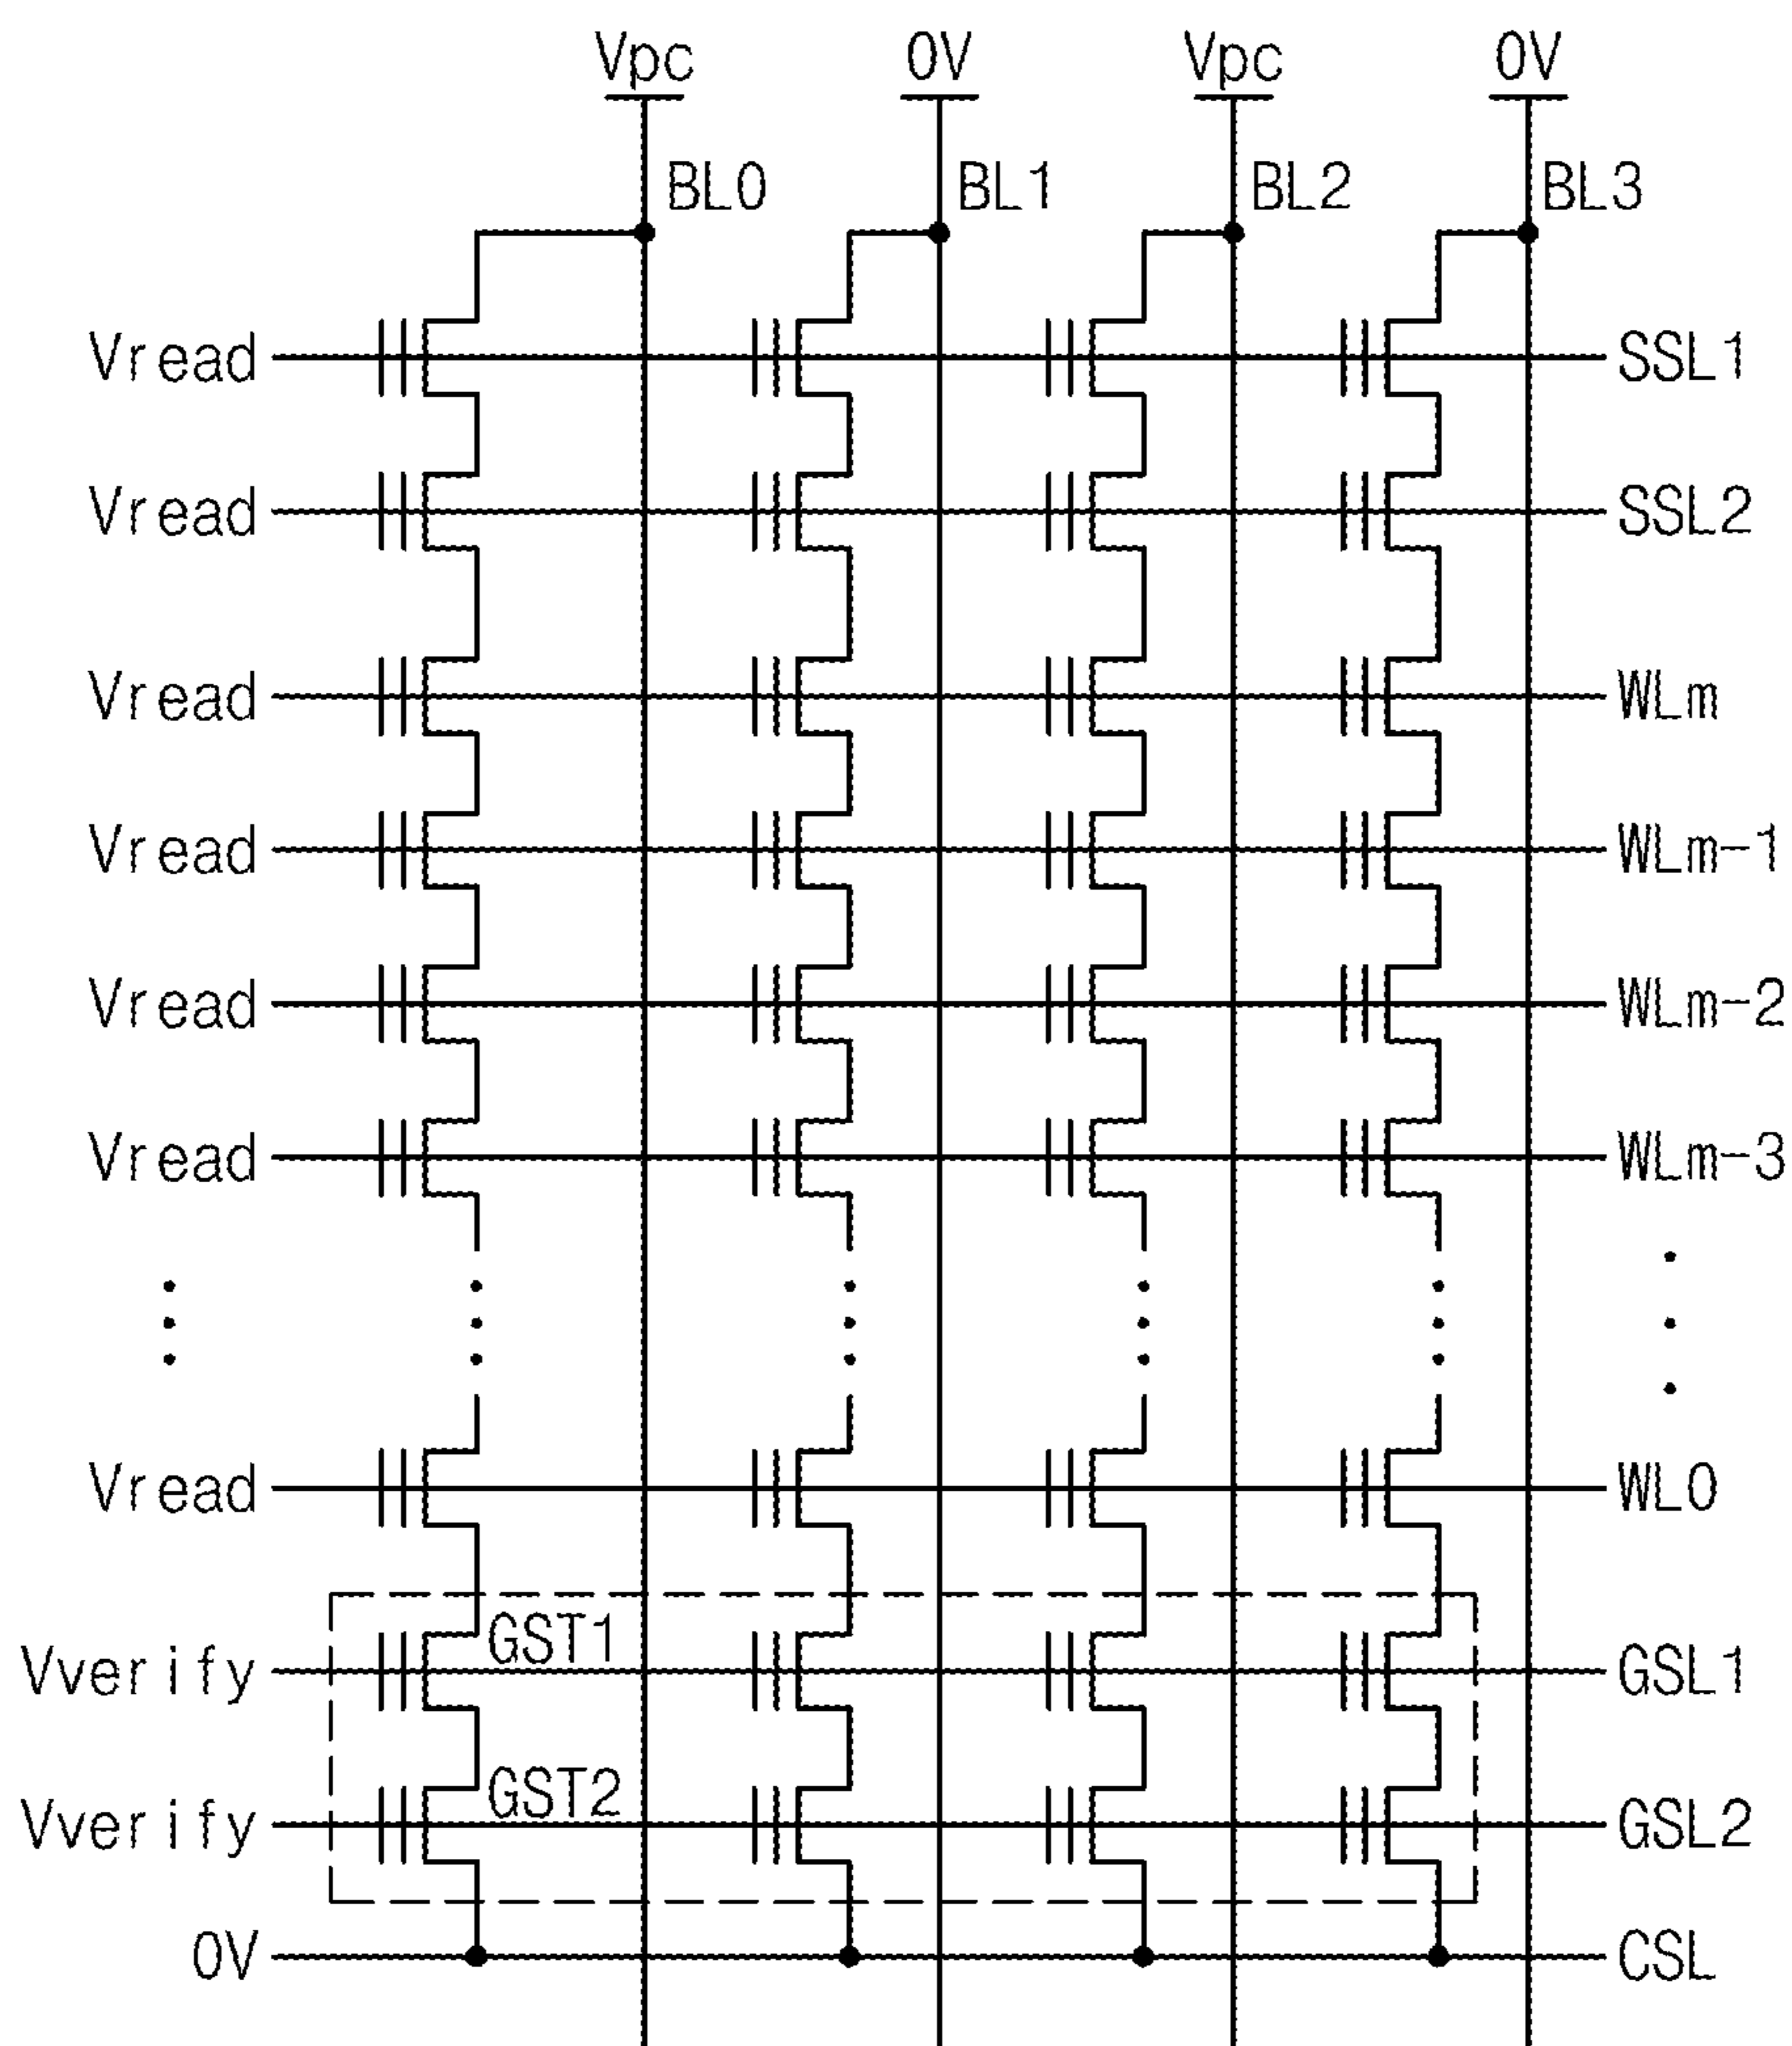 Vpc 0V Vpc 0V
BL0 BL1 BL2 BL3
Vread SSL1
Vread SSL2
Vread WLm
Vread WLm-1
Vread WLm-2
Vread WLm-3
Vread WL0
GST1
Vverify GSL1
GST2
Vverify GSL2
0V CSL